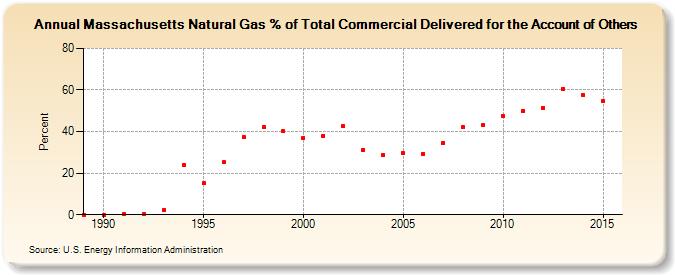 Annual Massachusetts Natural Gas % of Total Commercial Delivered for the Account of Others
Percent
80
60
40
20
0
1990 1995 2000 2005 2010 2015
Source: U.S. Energy Information Administration